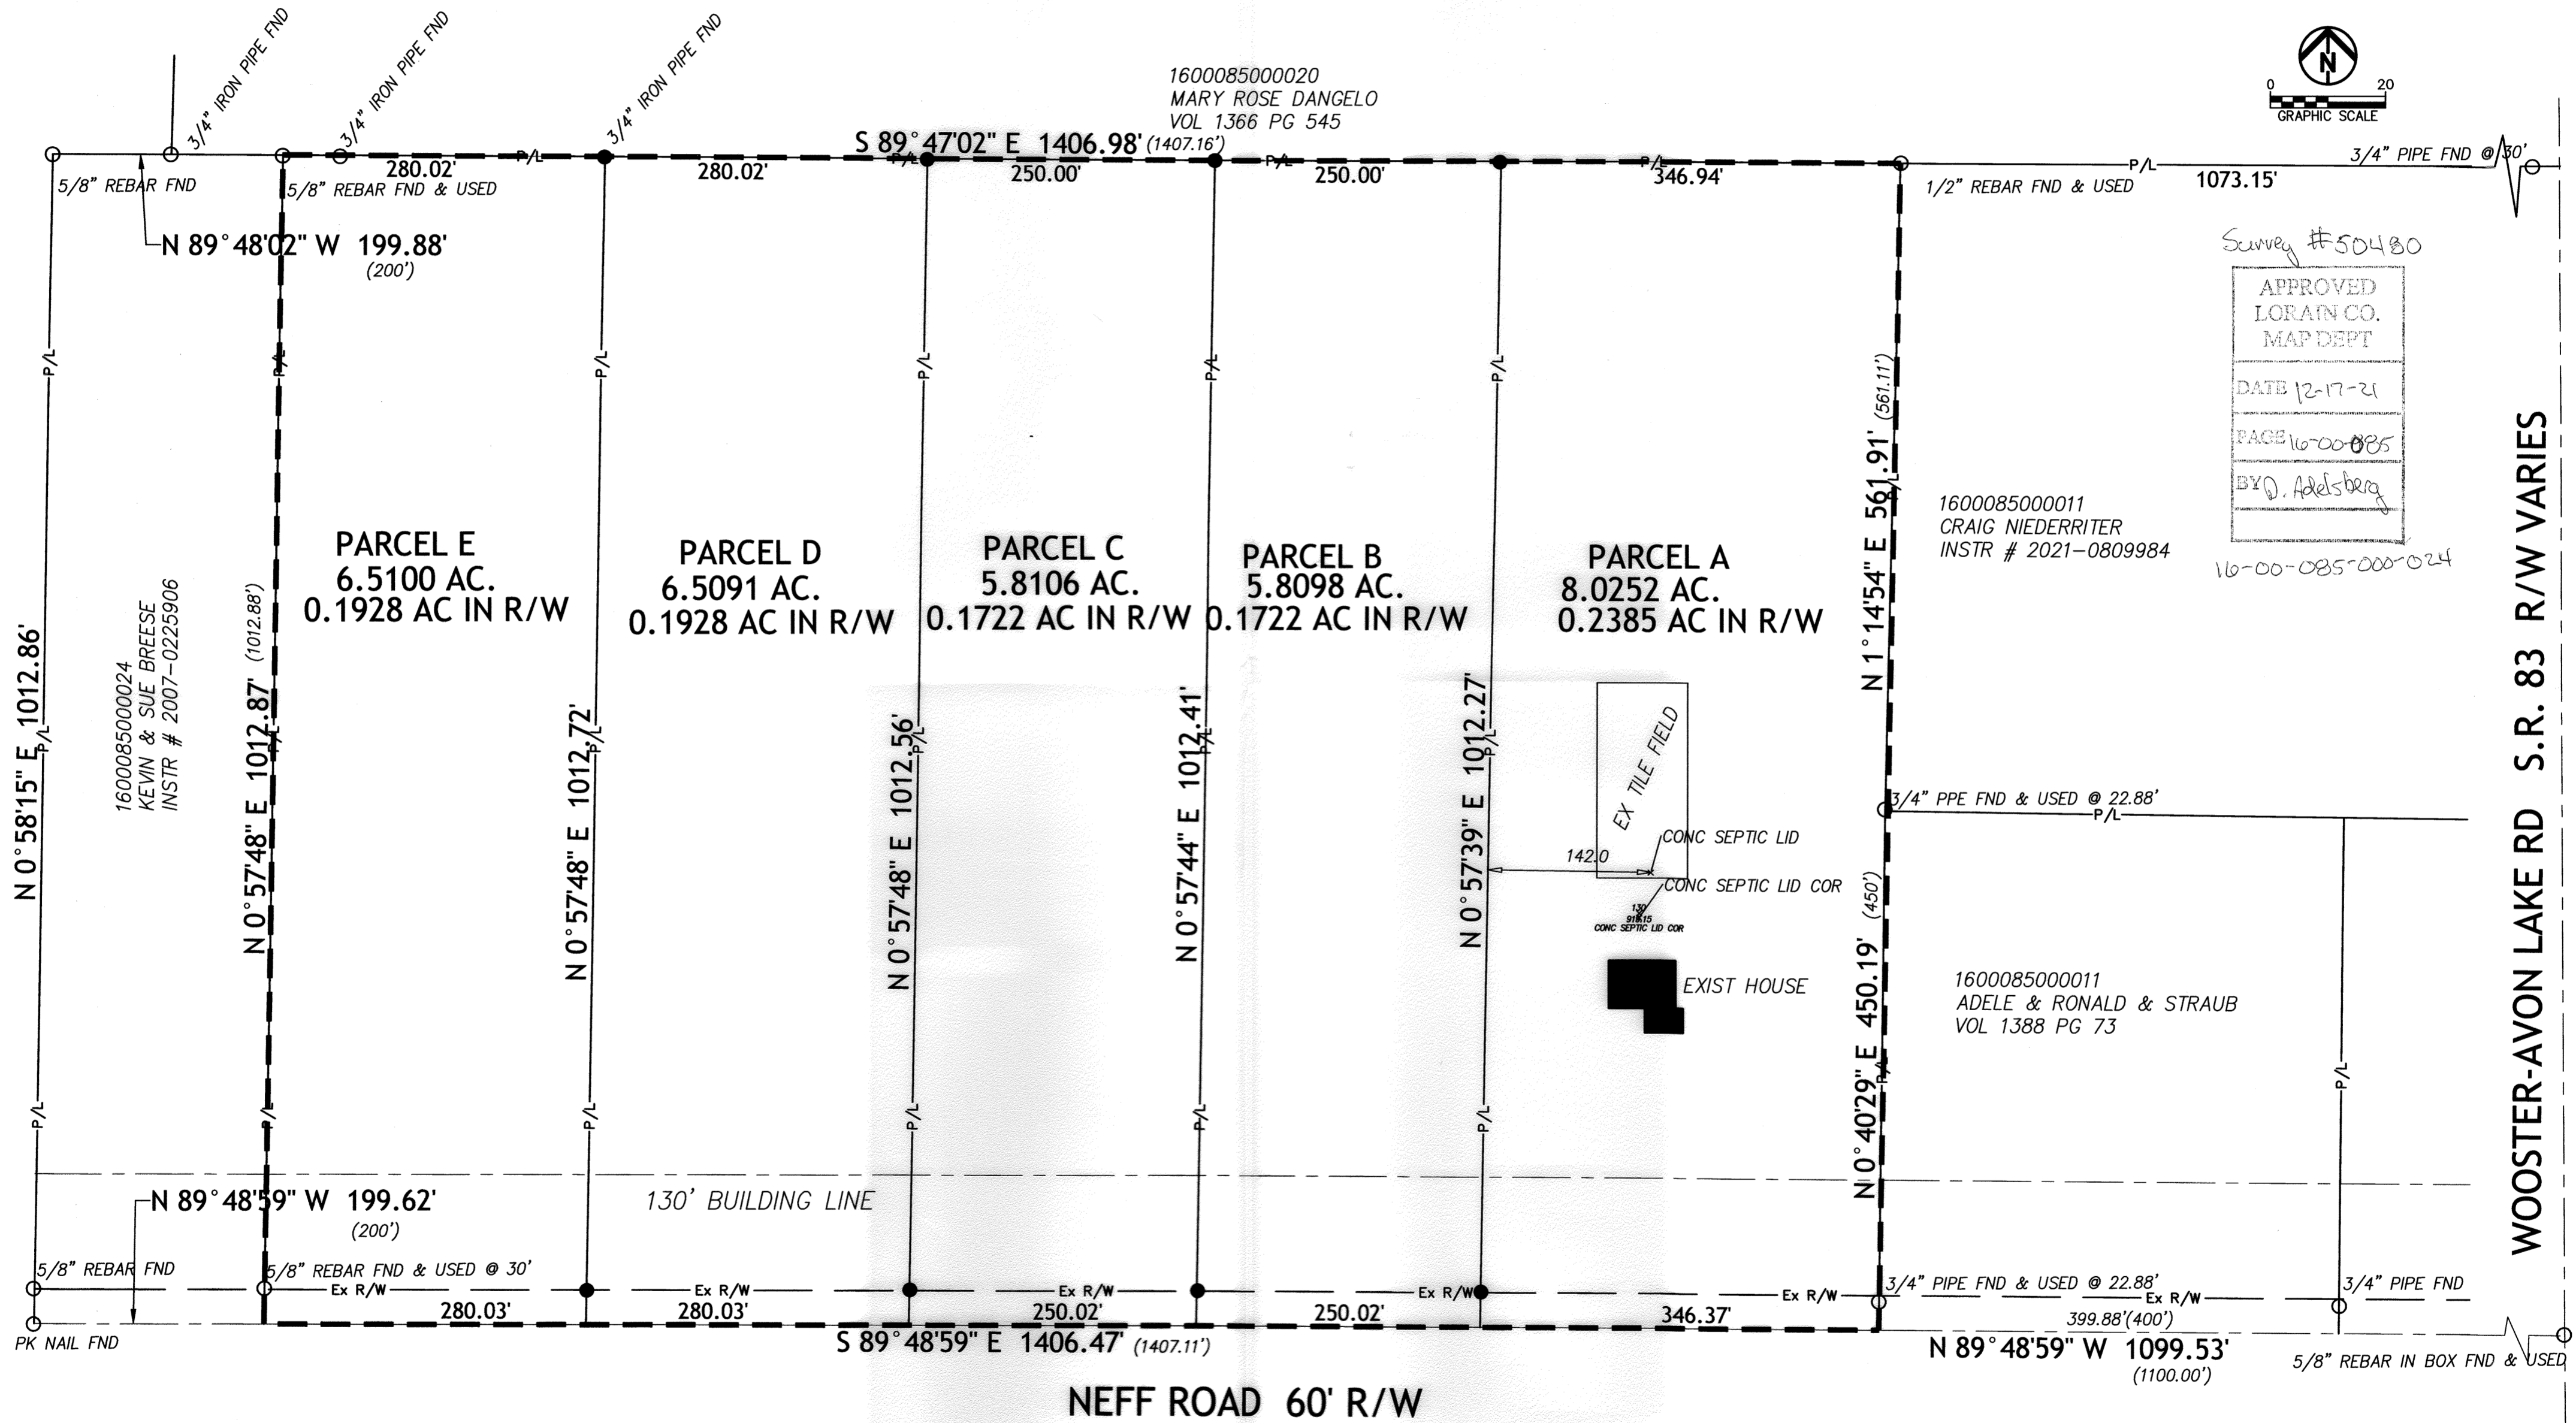 3/4" IRON PIPE FND
3/4" IRON PIPE FND
3/4" IRON PIPE FND
1600085000020
MARY ROSE DANGELO
VOL 1366 PG 545
S 89°47'02" E 1406.98' (1407.16')
N
0 20
GRAPHIC SCALE
P/L
P/L
P/L
P/L
P/L
3/4" PIPE FND @ 30'
280.02'
280.02'
250.00'
250.00'
346.94'
1073.15'
5/8" REBAR FND
5/8" REBAR FND & USED
1/2" REBAR FND & USED
N 89°48'02" W 199.88'
(200')
Survey #50480
APPROVED
LORAIN CO.
MAP DEPT
DATE 12-17-21
PAGE 16-00-085
BY D. Adelsberg
16-00-085-000-024
P/L
P/L
P/L
P/L
P/L
P/L
PARCEL E
6.5100 AC.
0.1928 AC IN R/W
PARCEL D
6.5091 AC.
0.1928 AC IN R/W
PARCEL C
5.8106 AC.
0.1722 AC IN R/W
PARCEL B
5.8098 AC.
0.1722 AC IN R/W
PARCEL A
8.0252 AC.
0.2385 AC IN R/W
N 1°14'54" E 561.91' (561.11')
P/L
1600085000011
CRAIG NIEDERRITER
INSTR # 2021-0809984
WOOSTER-AVON LAKE RD S.R. 83 R/W VARIES
N 0°58'15" E 1012.86'
P/L
1600085000024
KEVIN & SUE BREESE
INSTR # 2007-0225906
N 0°57'48" E 1012.87' (1012.88')
P/L
N 0°57'48" E 1012.72'
P/L
N 0°57'48" E 1012.56'
P/L
N 0°57'44" E 1012.41'
P/L
N 0°57'39" E 1012.27'
P/L
EX TILE FIELD
3/4" PPE FND & USED @ 22.88'
P/L
CONC SEPTIC LID
142.0
CONC SEPTIC LID COR
130
CONC SEPTIC LID COR
EXIST HOUSE
N 0°40'29" E 450.19' (450')
P/L
1600085000011
ADELE & RONALD & STRAUB
VOL 1388 PG 73
P/L
P/L
P/L
P/L
P/L
P/L
P/L
N 89°48'59" W 199.62'
(200')
130' BUILDING LINE
5/8" REBAR FND
5/8" REBAR FND & USED @ 30'
3/4" PIPE FND & USED @ 22.88'
3/4" PIPE FND
Ex R/W
Ex R/W
Ex R/W
Ex R/W
Ex R/W
Ex R/W
280.03'
280.03'
250.02'
250.02'
346.37'
399.88'(400')
PK NAIL FND
S 89°48'59" E 1406.47' (1407.11')
N 89°48'59" W 1099.53'
(1100.00')
5/8" REBAR IN BOX FND & USED
NEFF ROAD 60' R/W